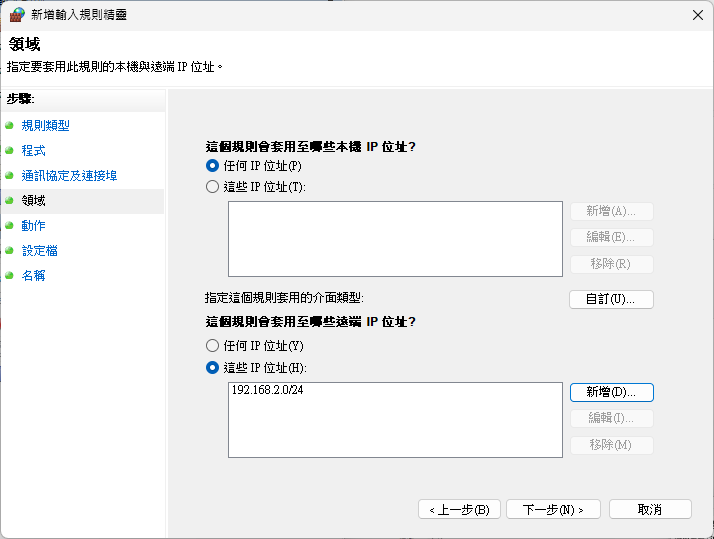 新增輸入規則精靈
領域
指定要套用此規則的本機與遠端 IP 位址。
步驟:
規則類型
程式
通訊協定及連接埠
領域
動作
設定檔
名稱
這個規則會套用至哪些本機 IP 位址?
任何 IP 位址(P)
這些 IP 位址(T):
新增(A)...
編輯(E)...
移除(R)
指定這個規則套用的介面類型:
自訂(U)...
這個規則會套用至哪些遠端 IP 位址?
任何 IP 位址(Y)
這些 IP 位址(H):
192.168.2.0/24
新增(D)...
編輯(I)...
移除(M)
< 上一步(B)
下一步(N) >
取消